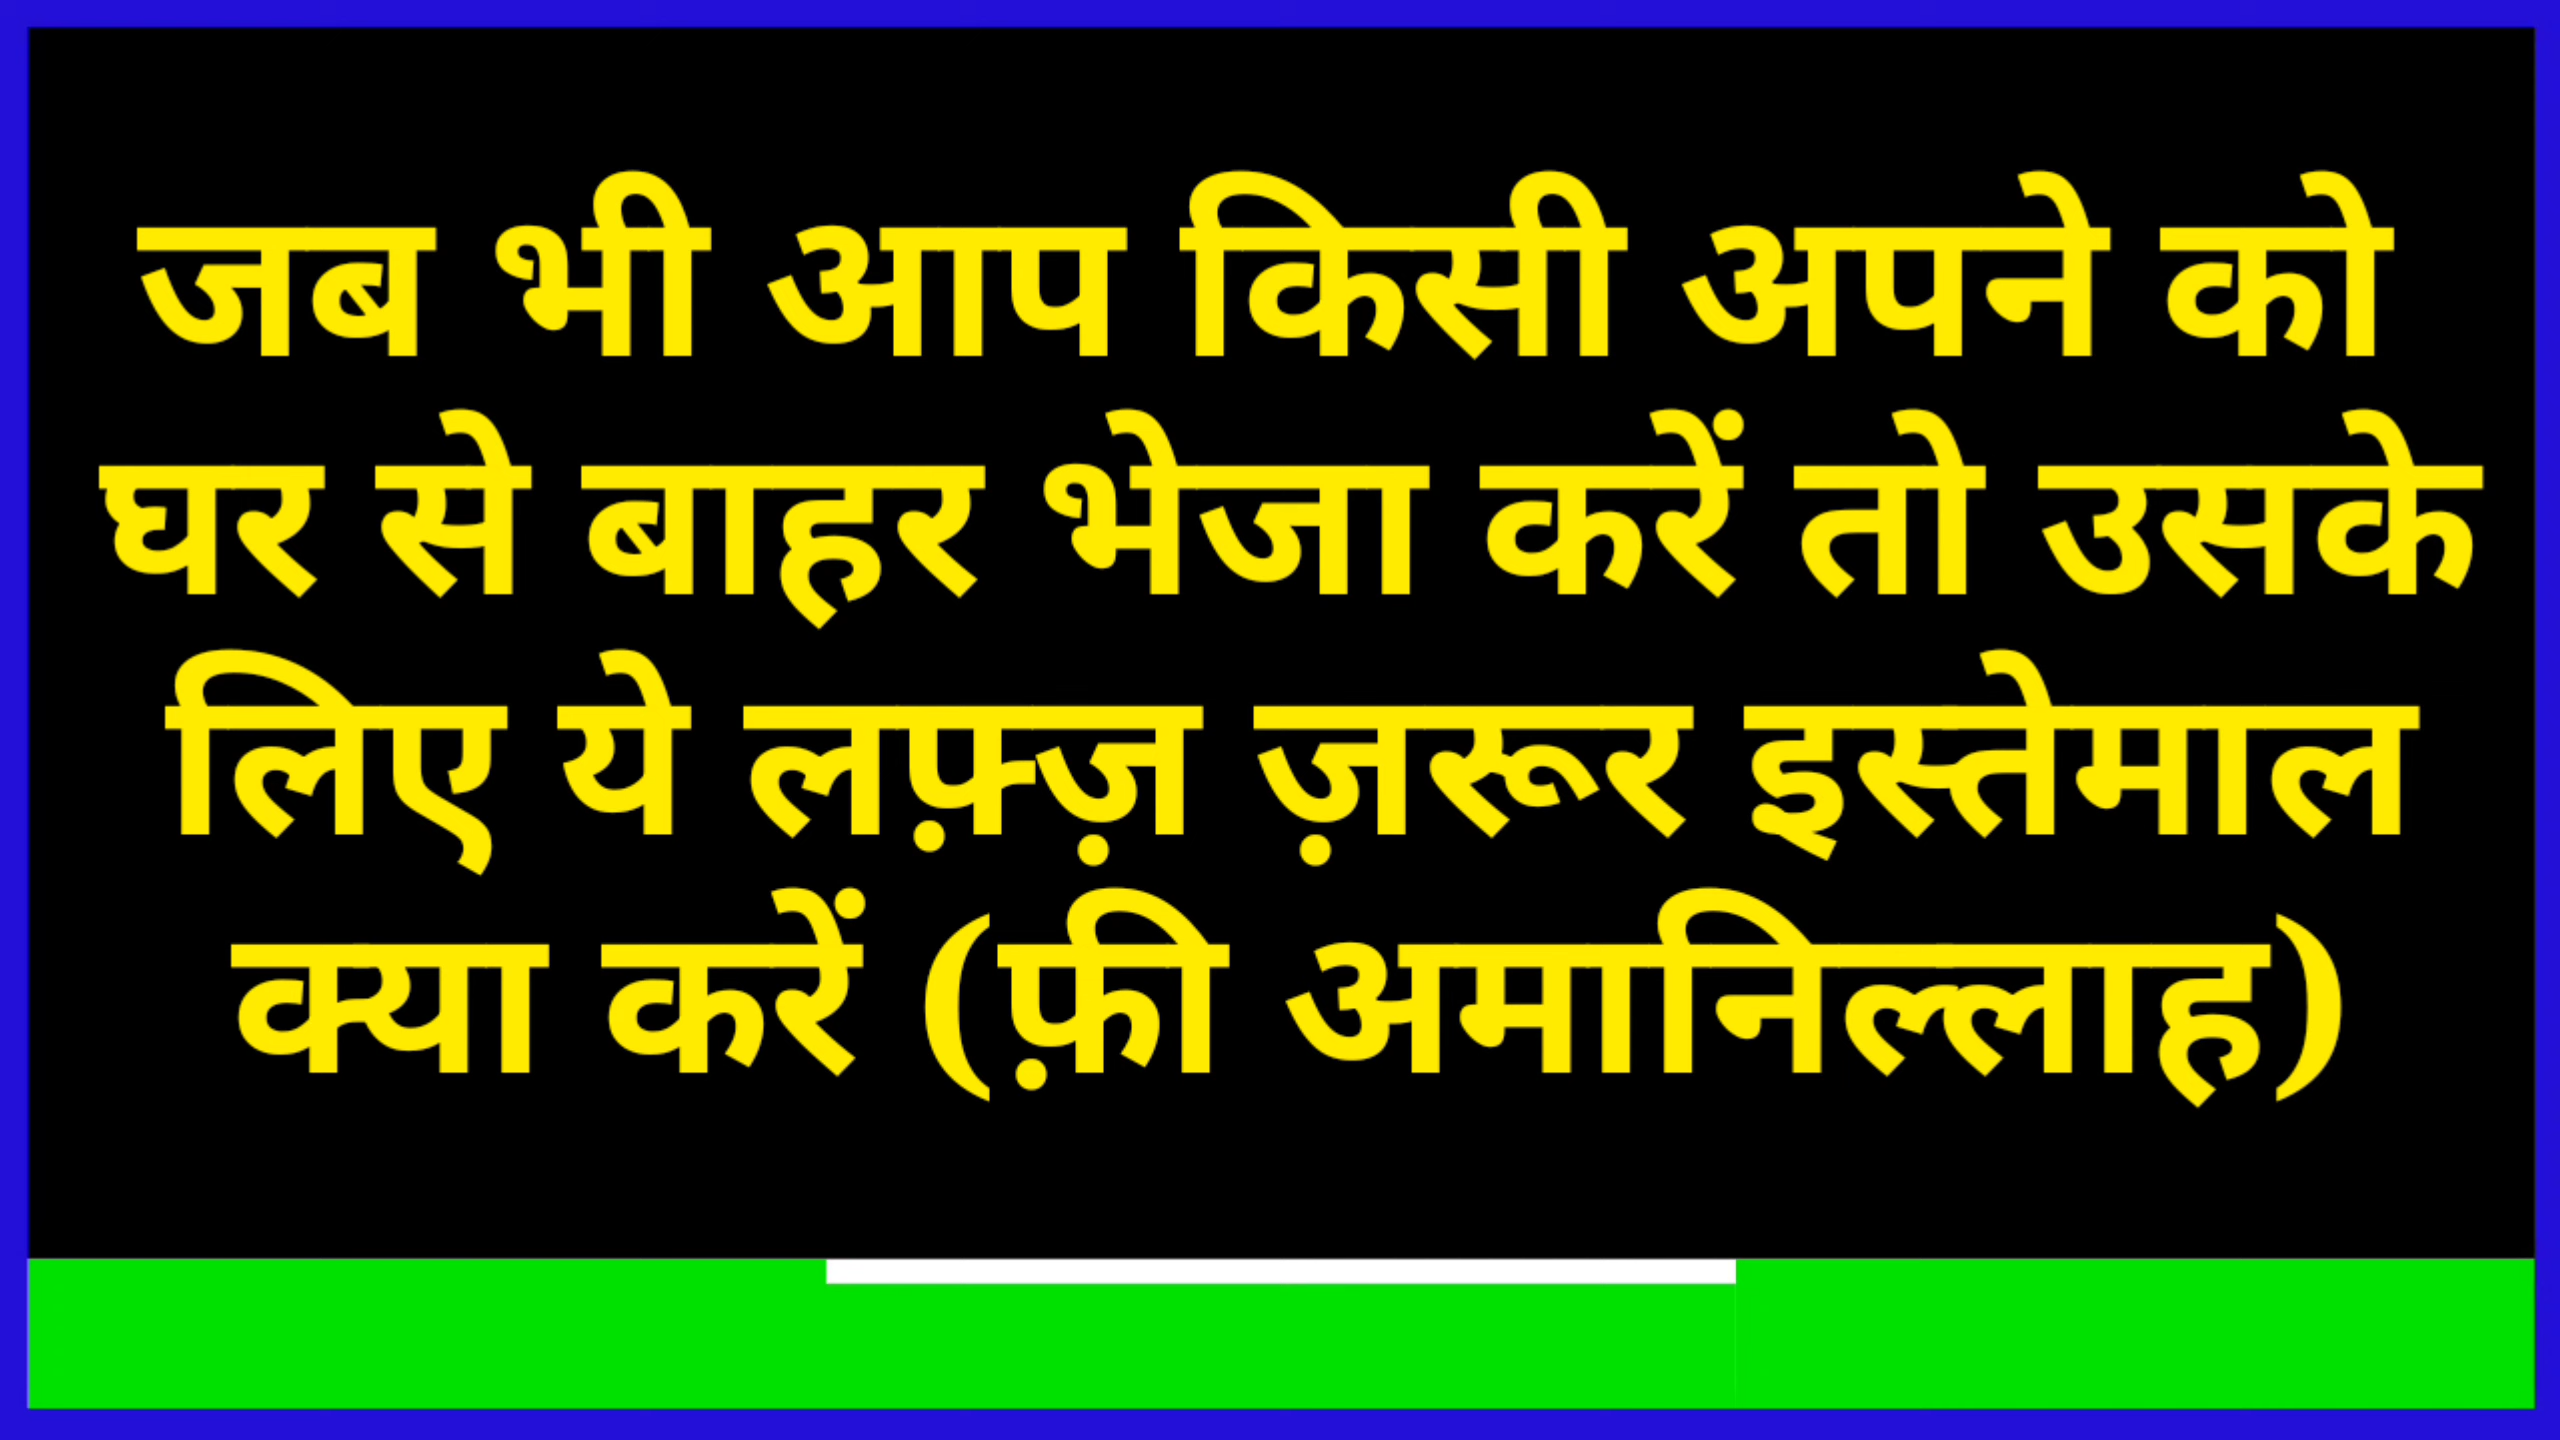 जब भी आप किसी अपने को
घर से बाहर भेजा करें तो उसके
लिए ये लफ़्ज़ ज़रूर इस्तेमाल
क्या करें (फ़ी अमानिल्लाह)